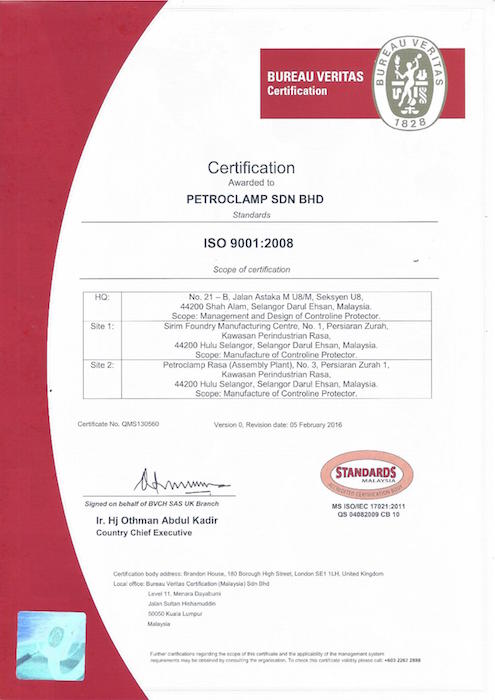 BUREAU VERITAS
Certification
BUREAU VERITAS
1828
Certification
Awarded to
PETROCLAMP SDN BHD
Standards
ISO 9001:2008
Scope of certification
HQ: No. 21 – B, Jalan Astaka M U8/M, Seksyen U8,
44200 Shah Alam, Selangor Darul Ehsan, Malaysia.
Scope: Management and Design of Controline Protector.
Site 1: Sirim Foundry Manufacturing Centre, No. 1, Persiaran Zurah,
Kawasan Perindustrian Rasa,
44200 Hulu Selangor, Selangor Darul Ehsan, Malaysia.
Scope: Manufacture of Controline Protector.
Site 2: Petroclamp Rasa (Assembly Plant), No. 3, Persiaran Zurah 1,
Kawasan Perindustrian Rasa,
44200 Hulu Selangor, Selangor Darul Ehsan, Malaysia.
Scope: Manufacture of Controline Protector.
Certificate No. QMS130560 Version 0, Revision date: 05 February 2016
STANDARDS
MALAYSIA
ACCREDITED CERTIFICATION BODY
MS ISO/IEC 17021:2011
QS 04082009 CB 10
Signed on behalf of BVCH SAS UK Branch
Ir. Hj Othman Abdul Kadir
Country Chief Executive
Certification body address: Brandon House, 180 Borough High Street, London SE1 1LH, United Kingdom
Local office: Bureau Veritas Certification (Malaysia) Sdn Bhd
Level 11, Menara Dayabumi
Jalan Sultan Hishamuddin
50050 Kuala Lumpur
Malaysia
Further clarifications regarding the scope of this certificate and the applicability of the management system
requirements may be obtained by consulting the organisation. To check this certificate validity please call: +603 2267 2888